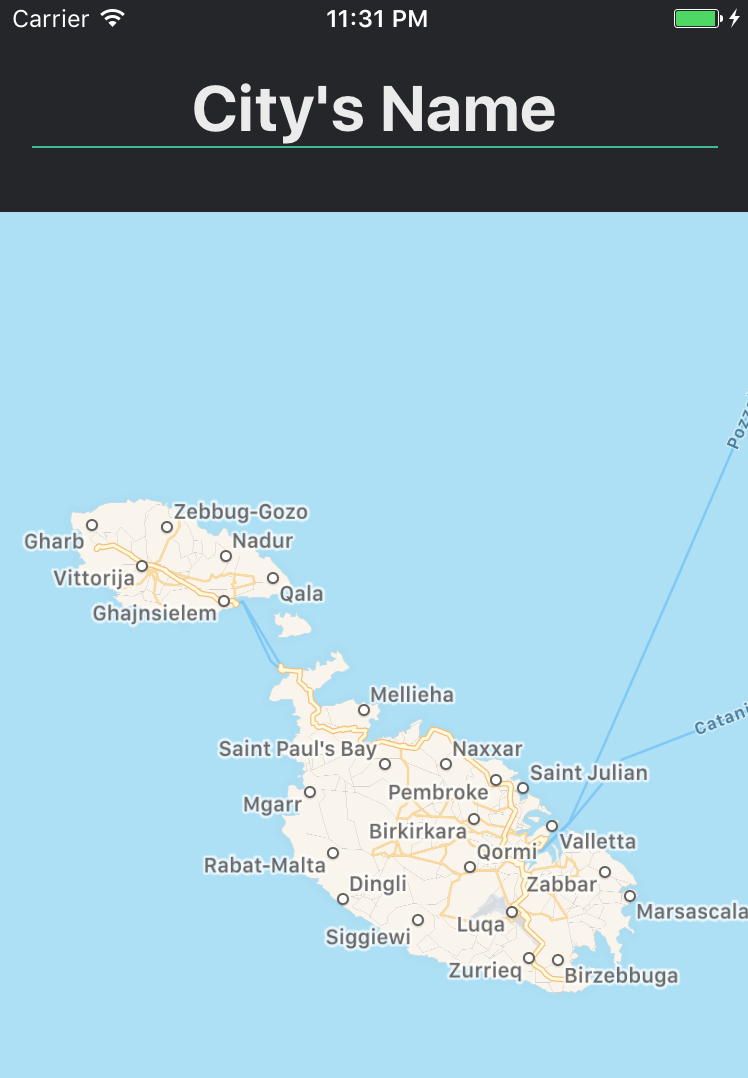 Carrier
11:31 PM
City's Name
Zebbug-Gozo
Gharb
Nadur
Vittorija
Qala
Ghajnsielem
Mellieha
Catani
Saint Paul's Bay
Naxxar
Saint Julian
Pembroke
Mgarr
Birkirkara
Valletta
Qormi
Rabat-Malta
Dingli
Zabbar
Marsascala
Luqa
Siggiewi
Zurrieq
Birzebbuga